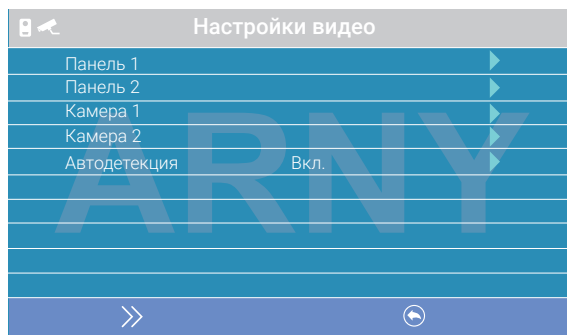 Настройки видео
Панель 1
Панель 2
Камера 1
Камера 2
Автодетекция Вкл.
ARNY